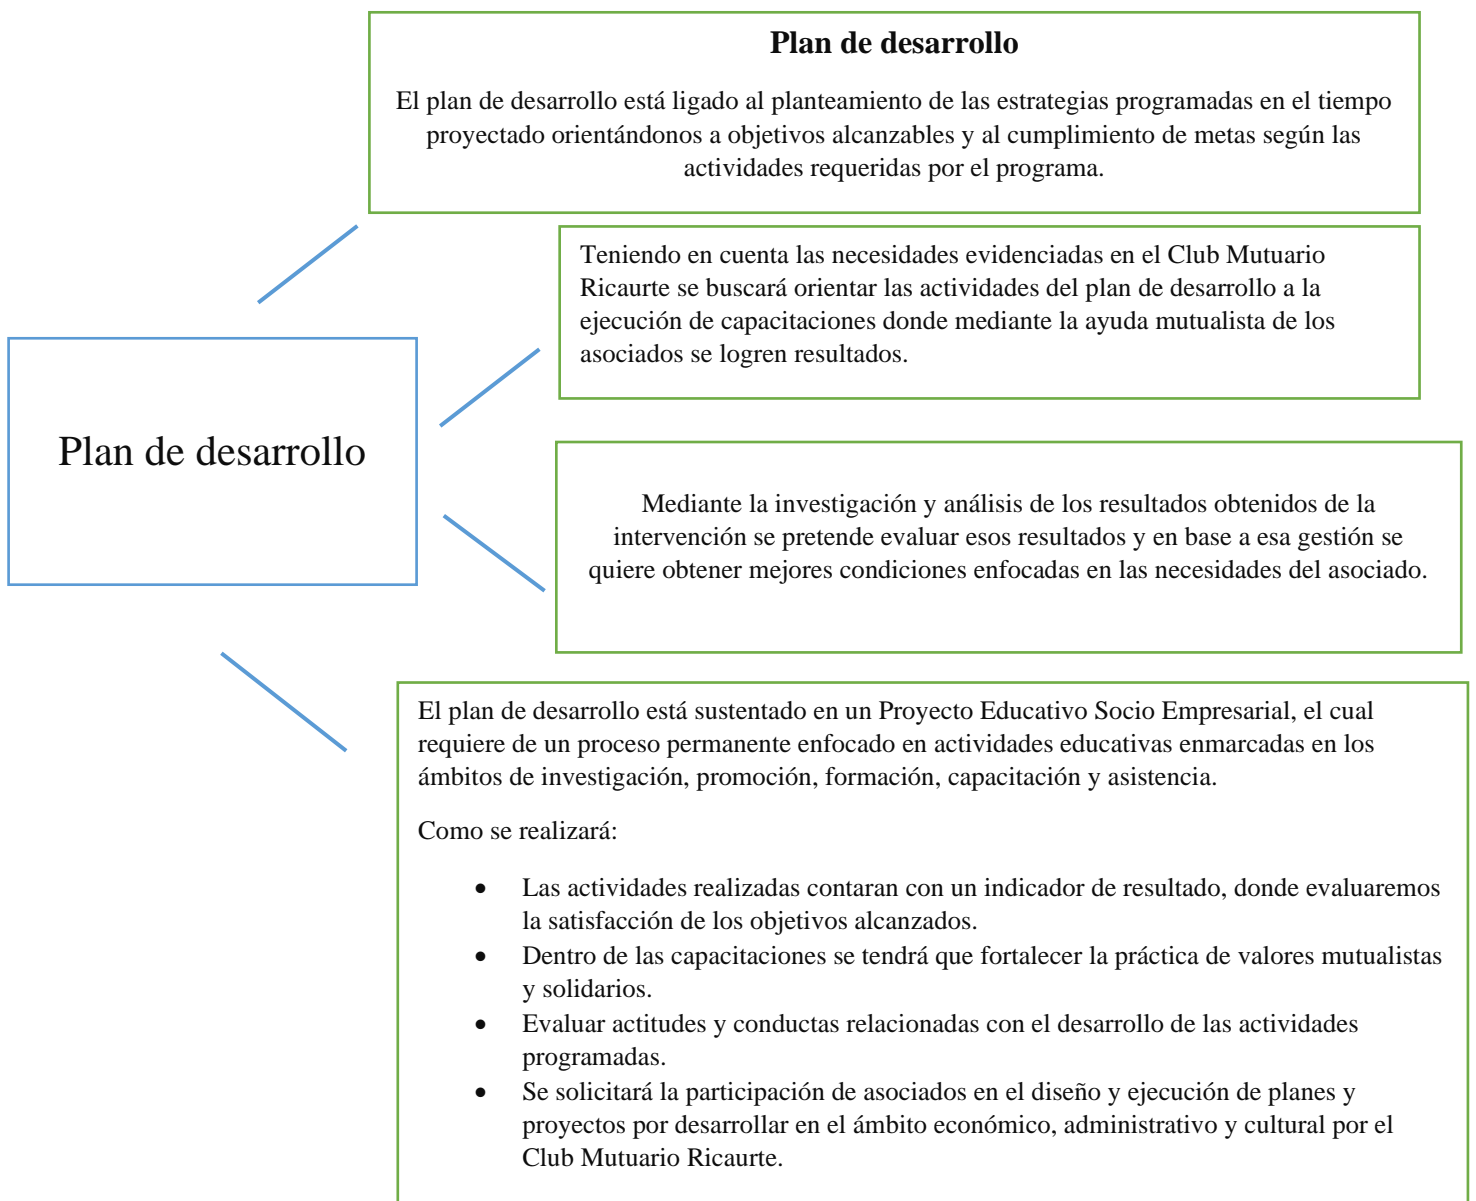 Plan de desarrollo
El plan de desarrollo está ligado al planteamiento de las estrategias programadas en el tiempo
proyectado orientándonos a objetivos alcanzables y al cumplimiento de metas según las
actividades requeridas por el programa.
Teniendo en cuenta las necesidades evidenciadas en el Club Mutuario
Ricaurte se buscará orientar las actividades del plan de desarrollo a la
ejecución de capacitaciones donde mediante la ayuda mutualista de los
asociados se logren resultados.
Plan de desarrollo
Mediante la investigación y análisis de los resultados obtenidos de la
intervención se pretende evaluar esos resultados y en base a esa gestión se
quiere obtener mejores condiciones enfocadas en las necesidades del asociado.
El plan de desarrollo está sustentado en un Proyecto Educativo Socio Empresarial, el cual
requiere de un proceso permanente enfocado en actividades educativas enmarcadas en los
ámbitos de investigación, promoción, formación, capacitación y asistencia.
Como se realizará:
• Las actividades realizadas contaran con un indicador de resultado, donde evaluaremos
la satisfacción de los objetivos alcanzados.
• Dentro de las capacitaciones se tendrá que fortalecer la práctica de valores mutualistas
y solidarios.
• Evaluar actitudes y conductas relacionadas con el desarrollo de las actividades
programadas.
• Se solicitará la participación de asociados en el diseño y ejecución de planes y
proyectos por desarrollar en el ámbito económico, administrativo y cultural por el
Club Mutuario Ricaurte.